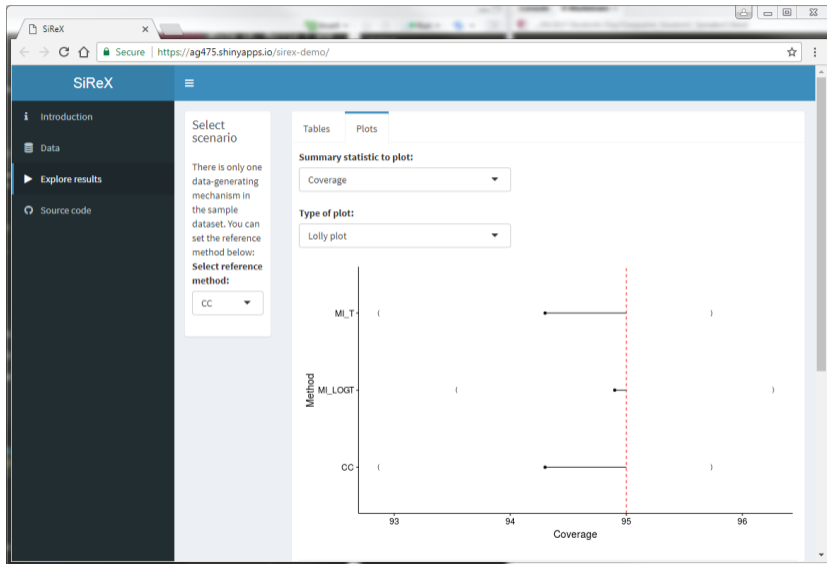 SiReX
Secure https://ag475.shinyapps.io/sirex-demo/
SiReX
Introduction
Data
Explore results
Source code
Select
scenario
There is only one
data-generating
mechanism in
the sample
dataset. You can
set the reference
method below:
Select reference
method:
CC
Tables Plots
Summary statistic to plot:
Coverage
Type of plot:
Lolly plot
Method
MI_T
MI_LOGT
CC
93 94 95 96
Coverage